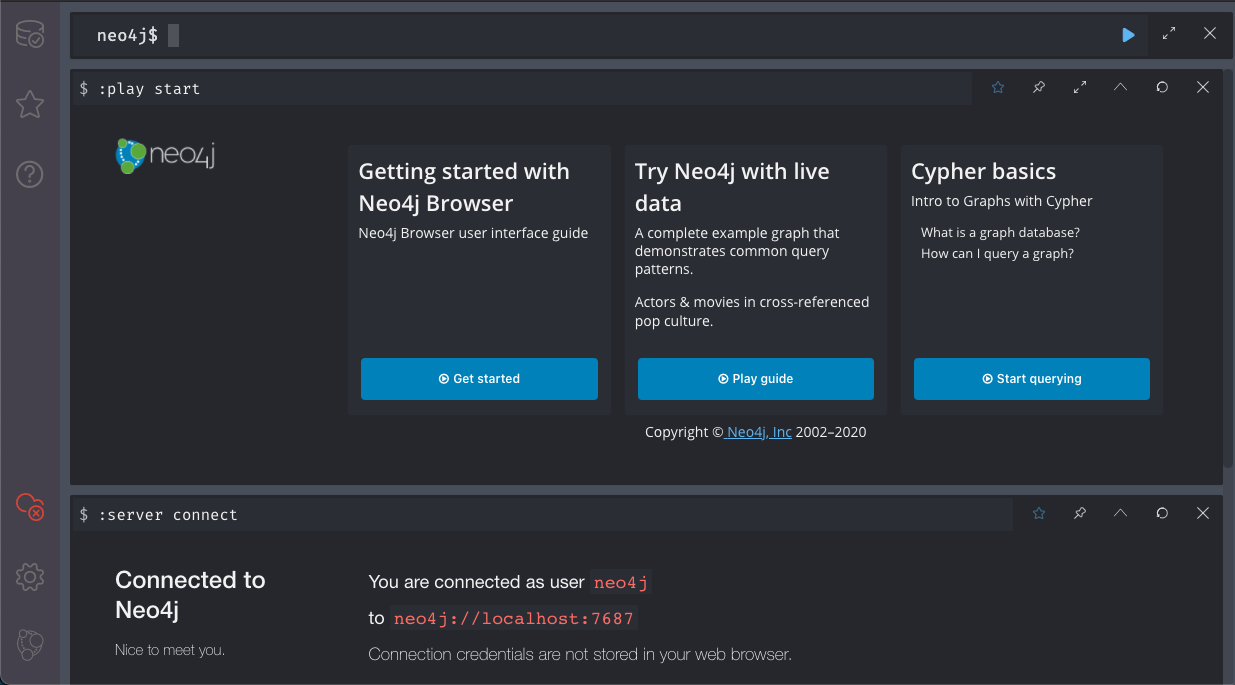 neo4j$
$ :play start
neo4j
Getting started with
Neo4j Browser
Neo4j Browser user interface guide
Get started
Try Neo4j with live
data
A complete example graph that
demonstrates common query
patterns.
Actors & movies in cross-referenced
pop culture.
Play guide
Cypher basics
Intro to Graphs with Cypher
What is a graph database?
How can I query a graph?
Start querying
Copyright © Neo4j, Inc 2002–2020
$ :server connect
Connected to
Neo4j
Nice to meet you.
You are connected as user neo4j
to neo4j://localhost:7687
Connection credentials are not stored in your web browser.